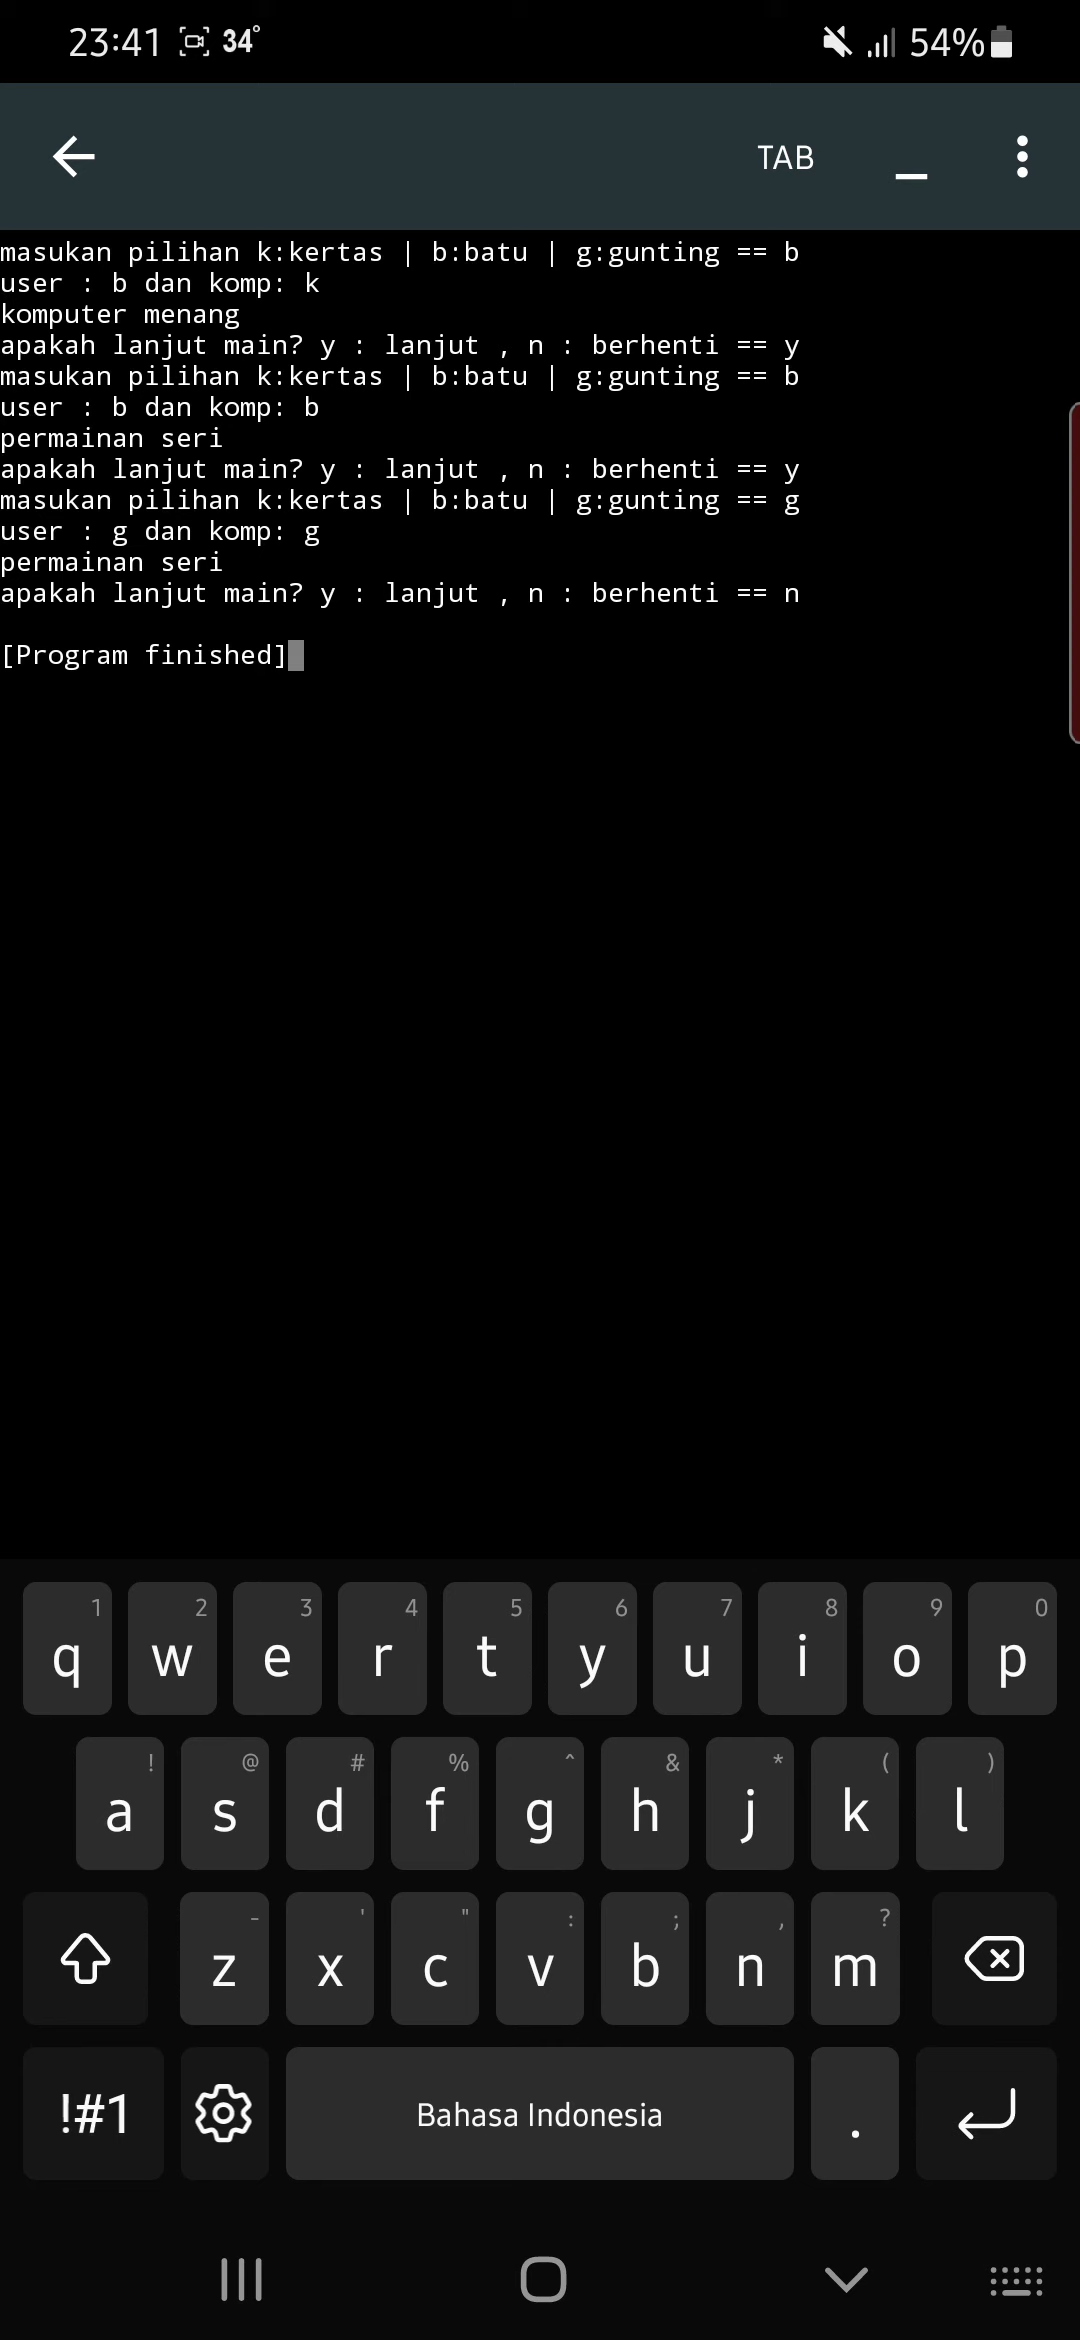 23:41 34° 54%
TAB
masukan pilihan k:kertas | b:batu | g:gunting == b
user : b dan komp: k
komputer menang
apakah lanjut main? y : lanjut , n : berhenti == y
masukan pilihan k:kertas | b:batu | g:gunting == b
user : b dan komp: b
permainan seri
apakah lanjut main? y : lanjut , n : berhenti == y
masukan pilihan k:kertas | b:batu | g:gunting == g
user : g dan komp: g
permainan seri
apakah lanjut main? y : lanjut , n : berhenti == n
[Program finished]
1 2 3 4 5 6 7 8 9 0
q w e r t y u i o p
! @ # % ^ & * ( )
a s d f g h j k l
- ' " : ; , ?
z x c v b n m
!#1 Bahasa Indonesia .